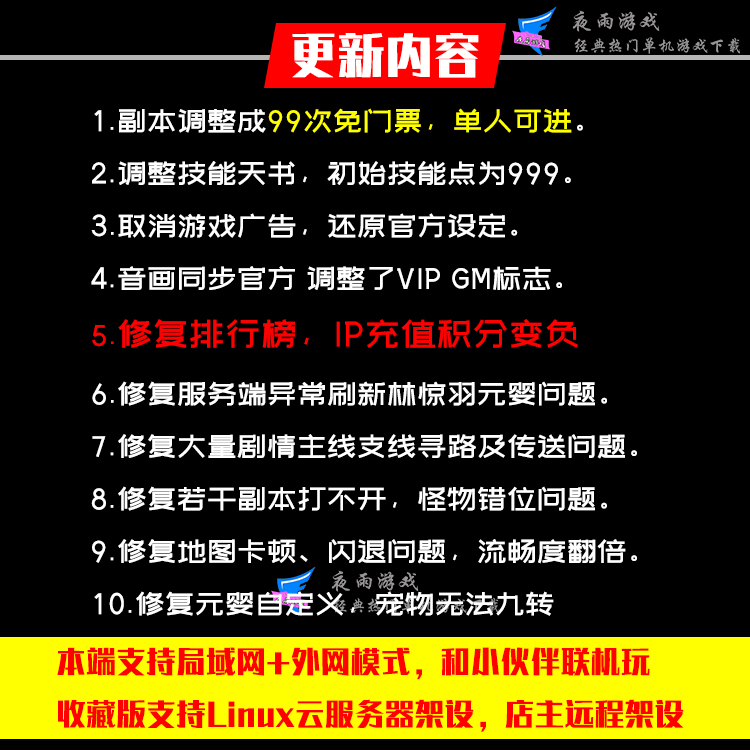 夜雨游戏
经典热门单机游戏下载
更新内容
1.副本调整成99次免门票，单人可进。
2.调整技能天书，初始技能点为999。
3.取消游戏广告，还原官方设定。
4.音画同步官方 调整了VIP GM标志。
5.修复排行榜，IP充值积分变负
6.修复服务端异常刷新林惊羽元婴问题。
7.修复大量剧情主线支线寻路及传送问题。
8.修复若干副本打不开，怪物错位问题。
9.修复地图卡顿、闪退问题，流畅度翻倍。
夜雨游戏
经典热门单机游戏下载
10.修复元婴自定义，宠物无法九转
本端支持局域网+外网模式，和小伙伴联机玩
收藏版支持Linux云服务器架设，店主远程架设